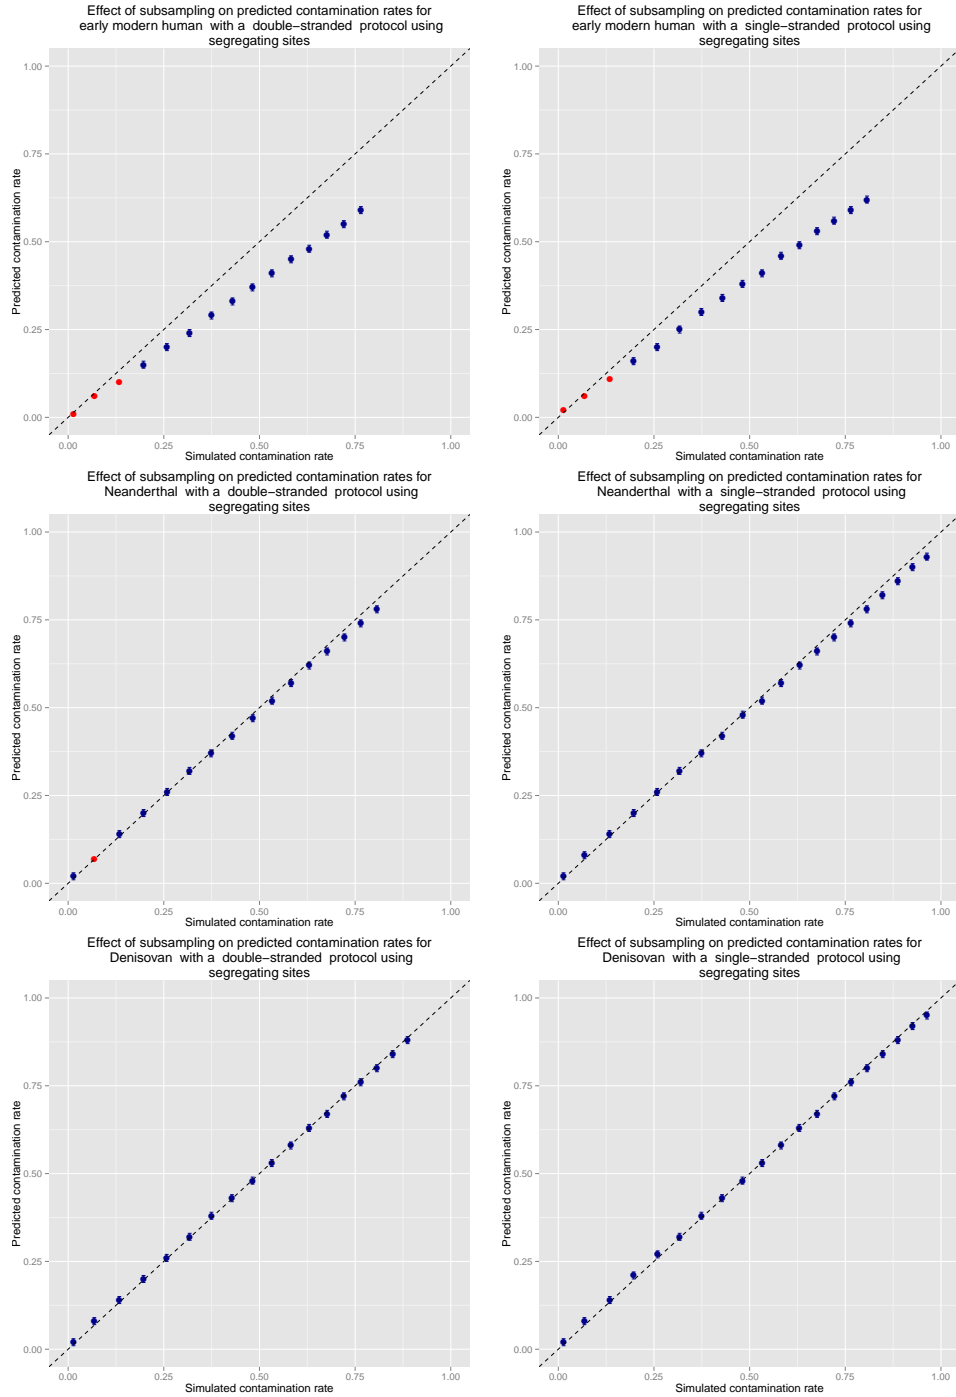 Effect of subsampling on predicted contamination rates for
early modern human with a double−stranded protocol using
segregating sites
1.00
0.75
0.50
0.25
0.00
Predicted contamination rate
0.00 0.25 0.50 0.75 1.00
Simulated contamination rate
Effect of subsampling on predicted contamination rates for
early modern human with a single−stranded protocol using
segregating sites
1.00
0.75
0.50
0.25
0.00
Predicted contamination rate
0.00 0.25 0.50 0.75 1.00
Simulated contamination rate
Effect of subsampling on predicted contamination rates for
Neanderthal with a double−stranded protocol using
segregating sites
1.00
0.75
0.50
0.25
0.00
Predicted contamination rate
0.00 0.25 0.50 0.75 1.00
Simulated contamination rate
Effect of subsampling on predicted contamination rates for
Neanderthal with a single−stranded protocol using
segregating sites
1.00
0.75
0.50
0.25
0.00
Predicted contamination rate
0.00 0.25 0.50 0.75 1.00
Simulated contamination rate
Effect of subsampling on predicted contamination rates for
Denisovan with a double−stranded protocol using
segregating sites
1.00
0.75
0.50
0.25
0.00
Predicted contamination rate
0.00 0.25 0.50 0.75 1.00
Simulated contamination rate
Effect of subsampling on predicted contamination rates for
Denisovan with a single−stranded protocol using
segregating sites
1.00
0.75
0.50
0.25
0.00
Predicted contamination rate
0.00 0.25 0.50 0.75 1.00
Simulated contamination rate